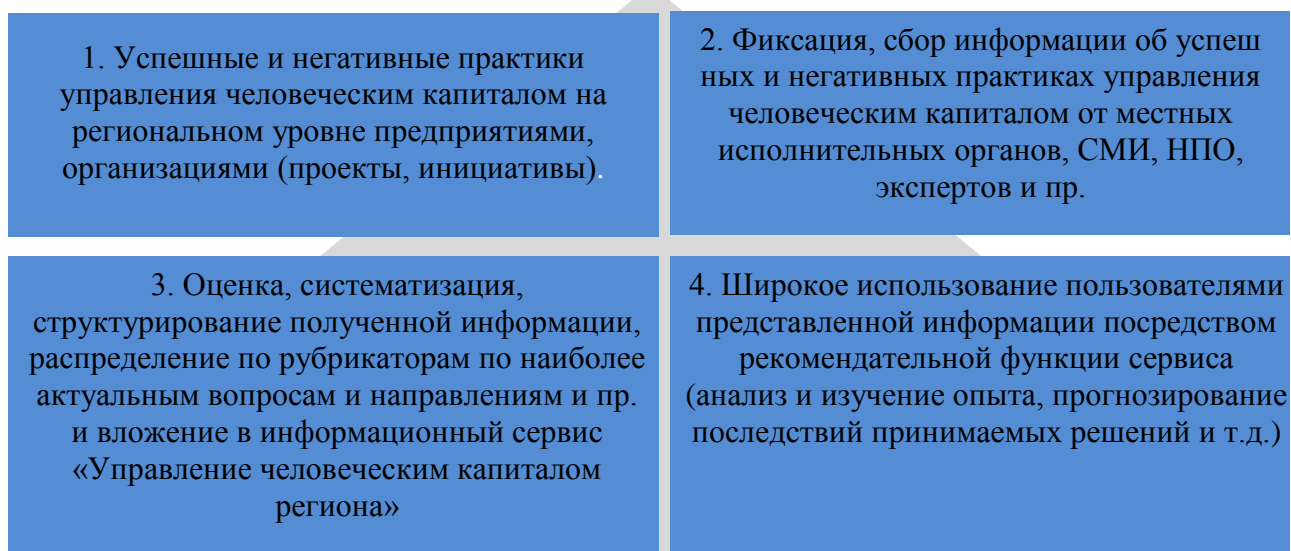 1. Успешные и негативные практики
управления человеческим капиталом на
региональном уровне предприятиями,
организациями (проекты, инициативы).
2. Фиксация, сбор информации об успеш
ных и негативных практиках управления
человеческим капиталом от местных
исполнительных органов, СМИ, НПО,
экспертов и пр.
3. Оценка, систематизация,
структурирование полученной информации,
распределение по рубрикаторам по наиболее
актуальным вопросам и направлениям и пр.
и вложение в информационный сервис
«Управление человеческим капиталом
региона»
4. Широкое использование пользователями
представленной информации посредством
рекомендательной функции сервиса
(анализ и изучение опыта, прогнозирование
последствий принимаемых решений и т.д.)